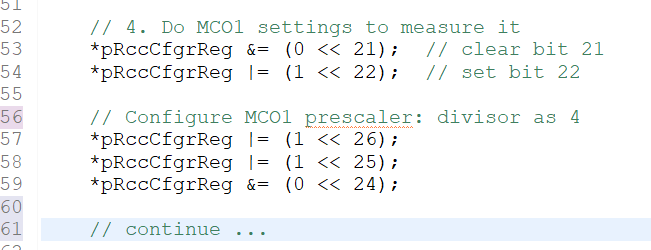 51
52 // 4. Do MCO1 settings to measure it
53 *pRccCfgrReg &= (0 << 21); // clear bit 21
54 *pRccCfgrReg |= (1 << 22); // set bit 22
55
56 // Configure MCO1 prescaler: divisor as 4
57 *pRccCfgrReg |= (1 << 26);
58 *pRccCfgrReg |= (1 << 25);
59 *pRccCfgrReg &= (0 << 24);
60
61 // continue ...